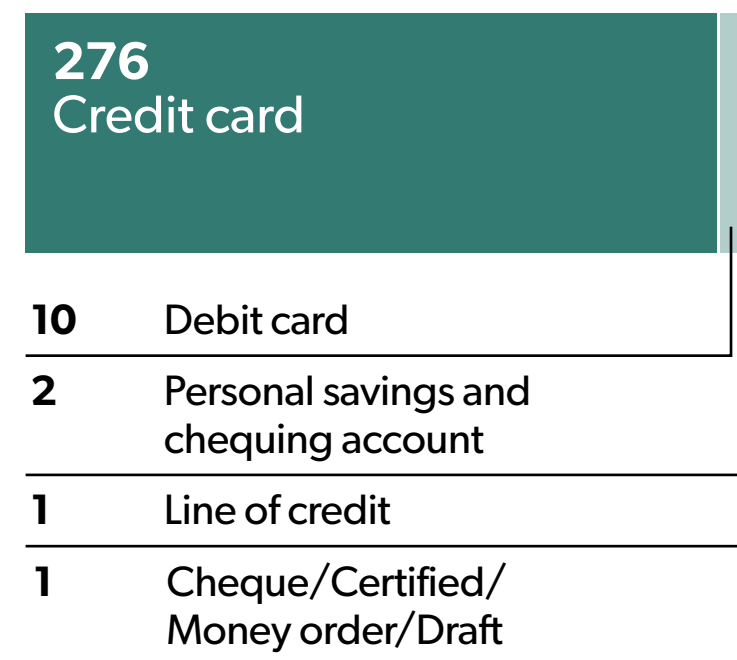 276
Credit card
10 Debit card
2 Personal savings and
chequing account
1 Line of credit
1 Cheque/Certified/
Money order/Draft